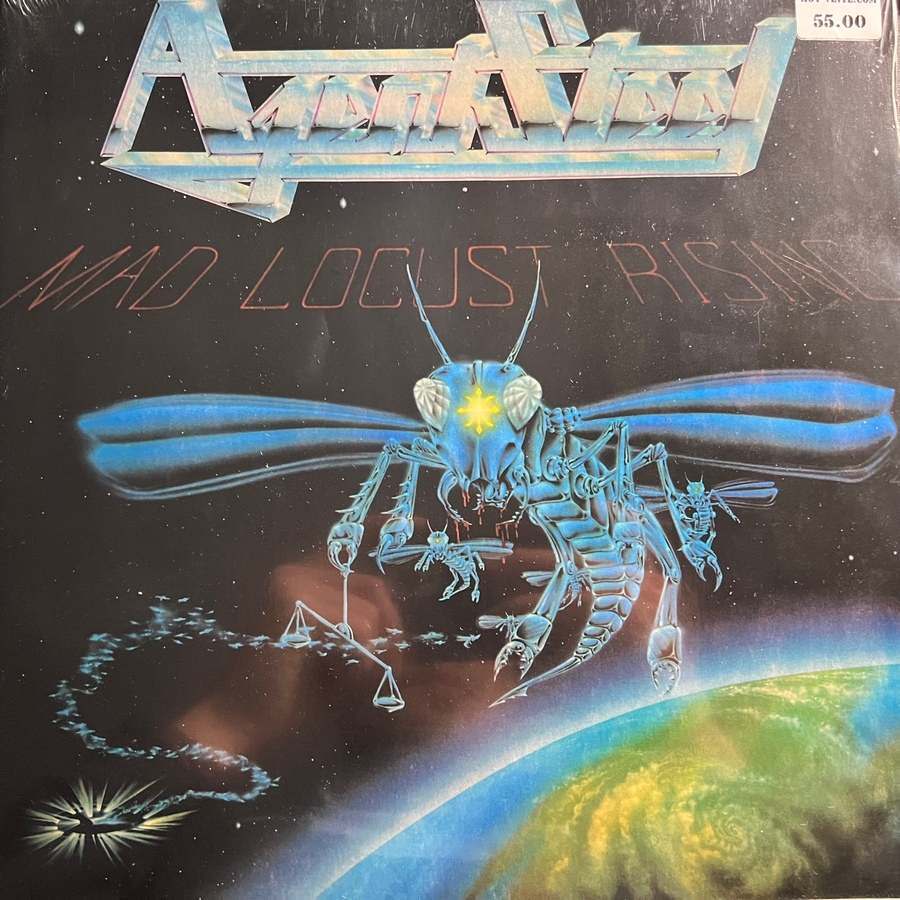 55.00
Agent Steel
MAD LOCUST RISING